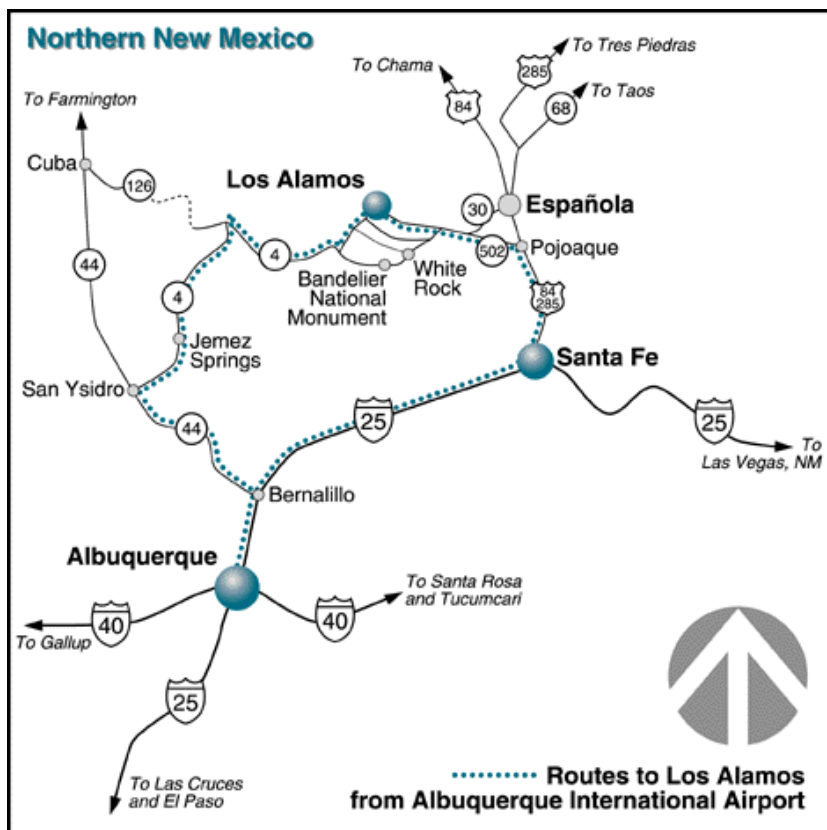 Northern New Mexico
To Tres Piedras
To Chama
285
84
68
To Taos
To Farmington
Cuba
126
Los Alamos
30
Española
44
4
502
Pojoaque
White
Rock
Bandelier
National
Monument
4
84
285
Jemez
Springs
Santa Fe
San Ysidro
44
25
25
To
Las Vegas, NM
Bernalillo
Albuquerque
To Santa Rosa
and Tucumcari
40
40
To Gallup
25
To Las Cruces
and El Paso
Routes to Los Alamos
from Albuquerque International Airport